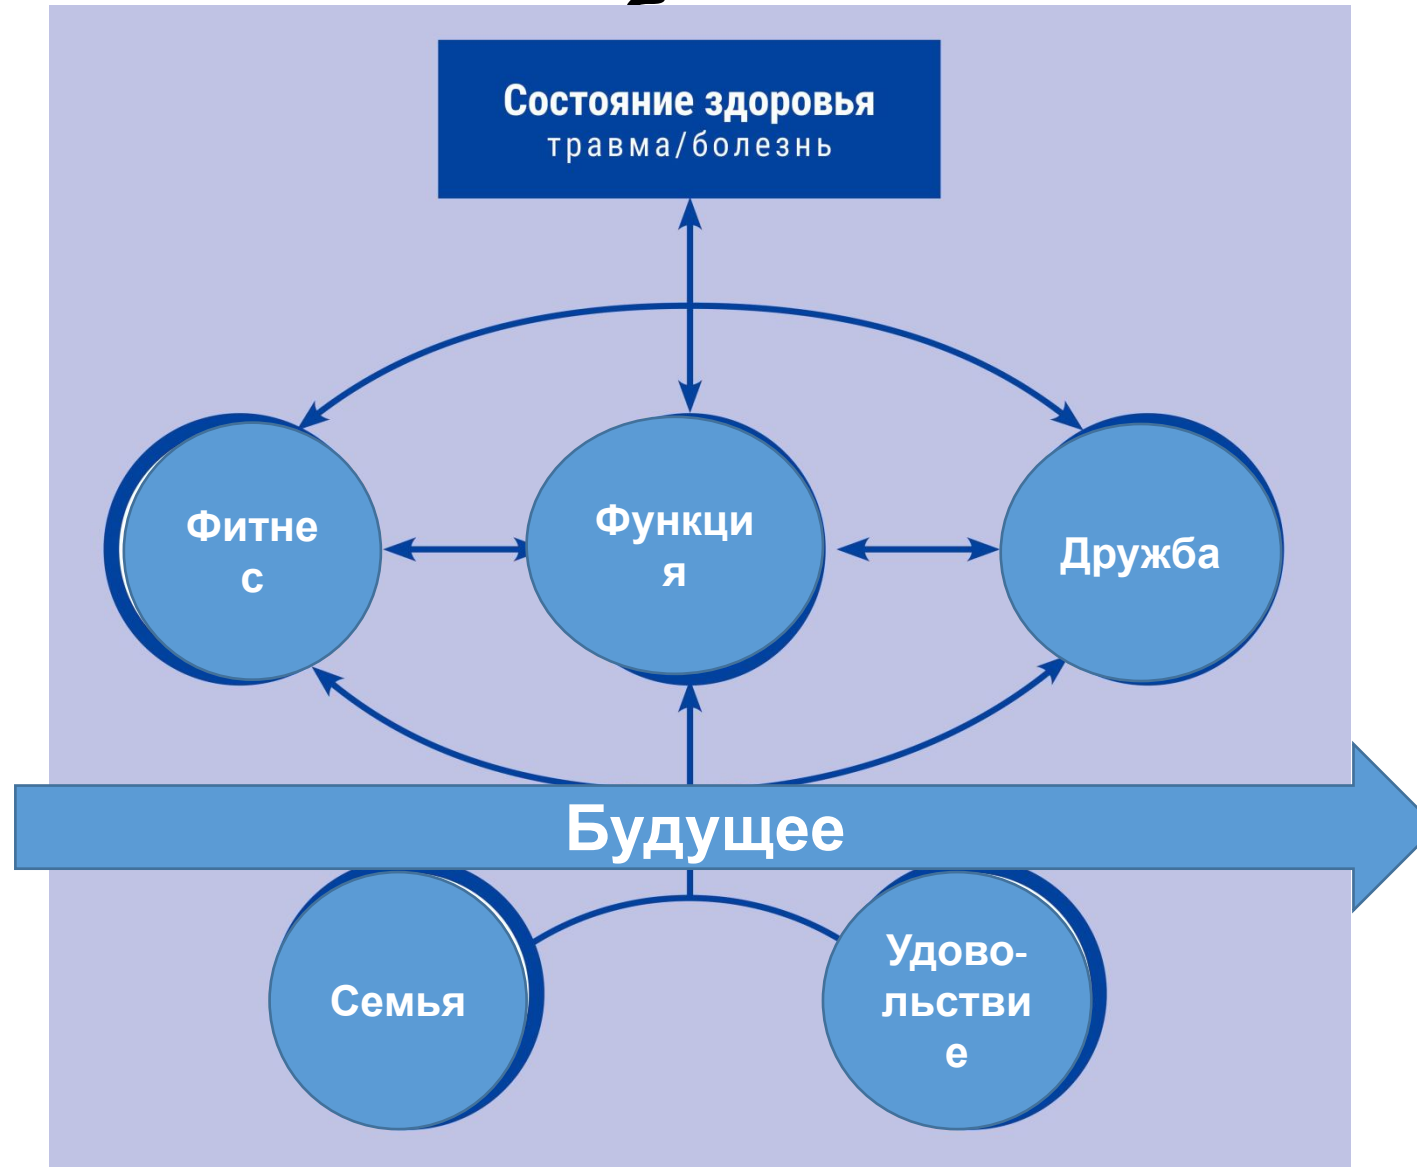 Состояние здоровья
травма/болезнь
Фитне
с
Функци
я
Дружба
Будущее
Семья
Удово-
льстви
е